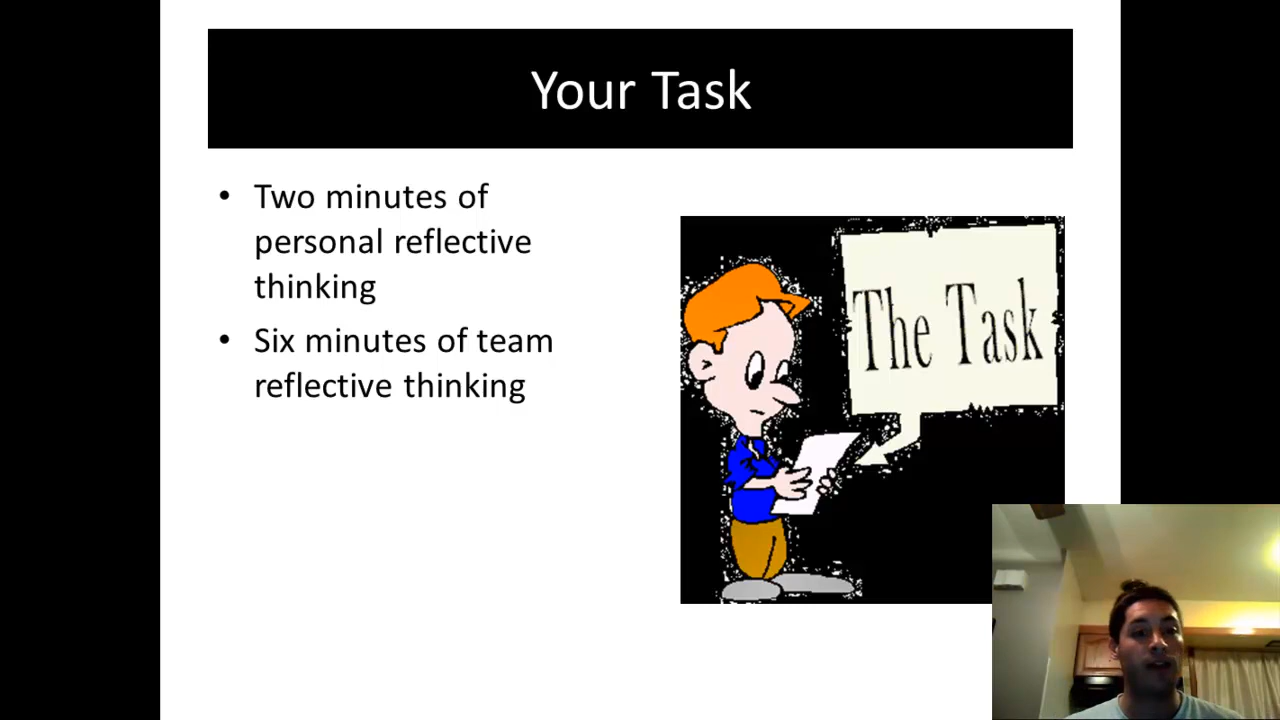 Your Task
• Two minutes of
personal reflective
thinking
• Six minutes of team
reflective thinking
The Task